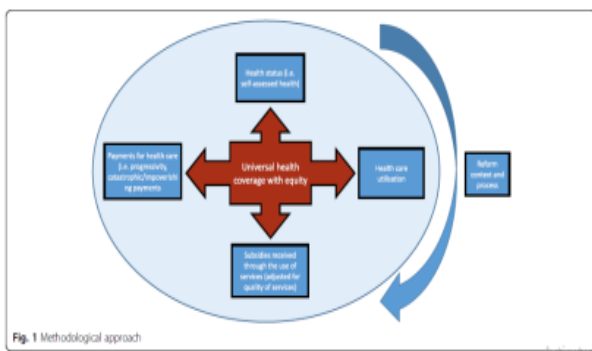 Health status (i.e.
self-assessed health)
Payments for health care
(i.e. progressivity,
catastrophic/impoverishi
ng payments
Universal health
coverage with equity
Health care
utilisation
Reform
context and
process
Subsidies received
through the use of
services (adjusted for
quality of services)
Fig. 1 Methodological approach